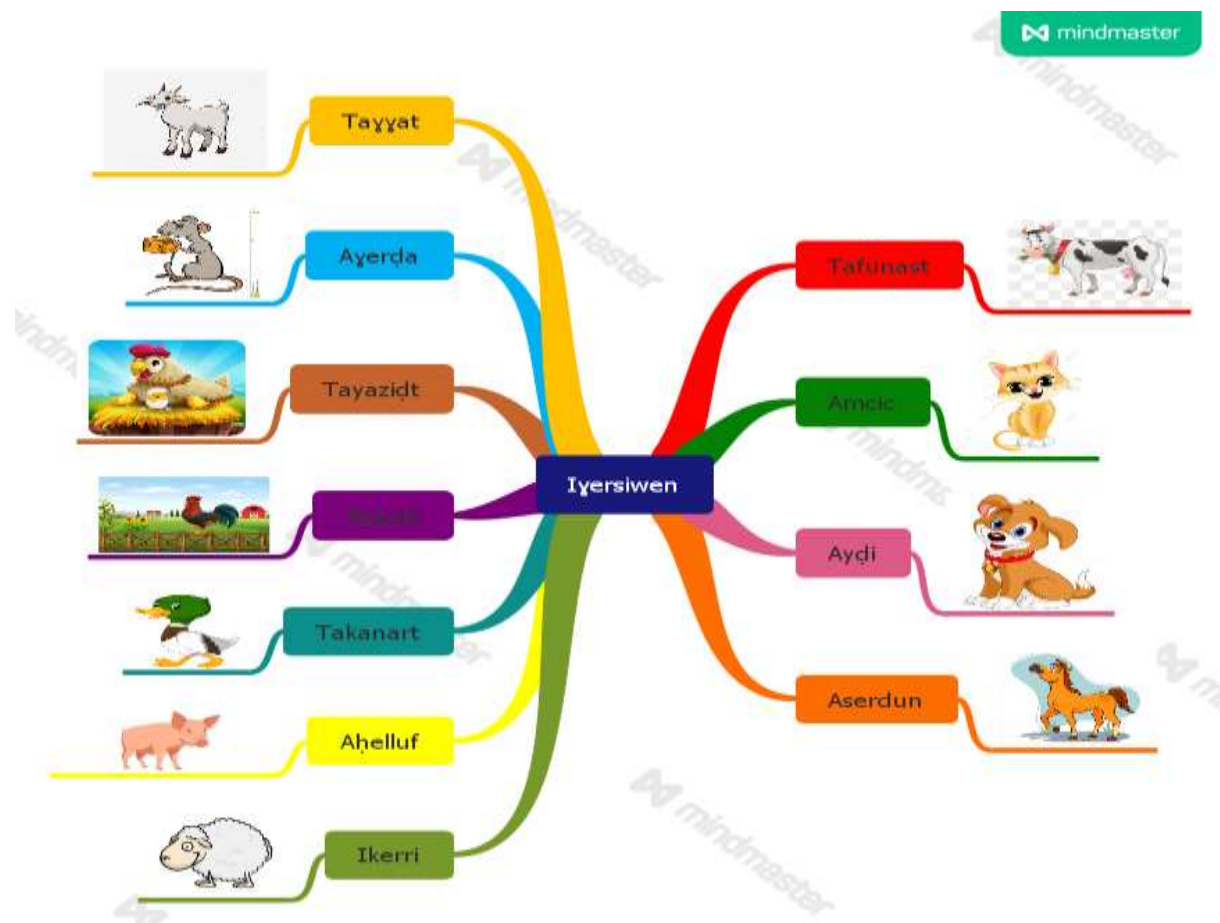 mindmaster
Taɣɣat
Aɣerḍa
Tayaziḍt
Takanart
Aḥelluf
Ikerri
Iɣersiwen
Tafunast
Amcic
Ayḍi
Aserdun